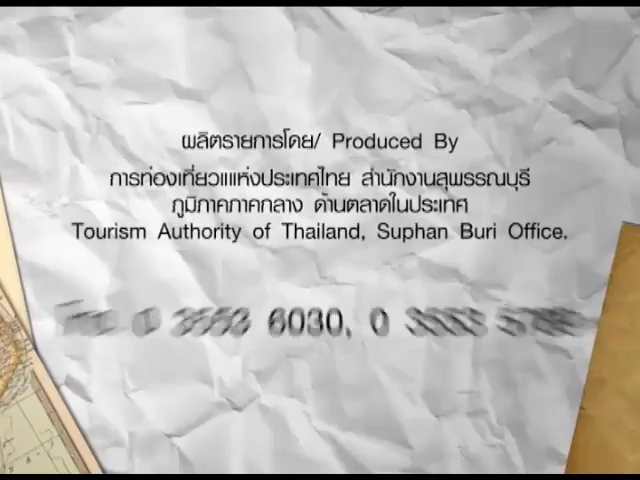 ผลิตรายการโดย/ Produced By
การท่องเที่ยวแห่งประเทศไทย สำนักงานสุพรรณบุรี
ภูมิภาคภาคกลาง ด้านตลาดในประเทศ
Tourism Authority of Thailand, Suphan Buri Office.
6030, 0